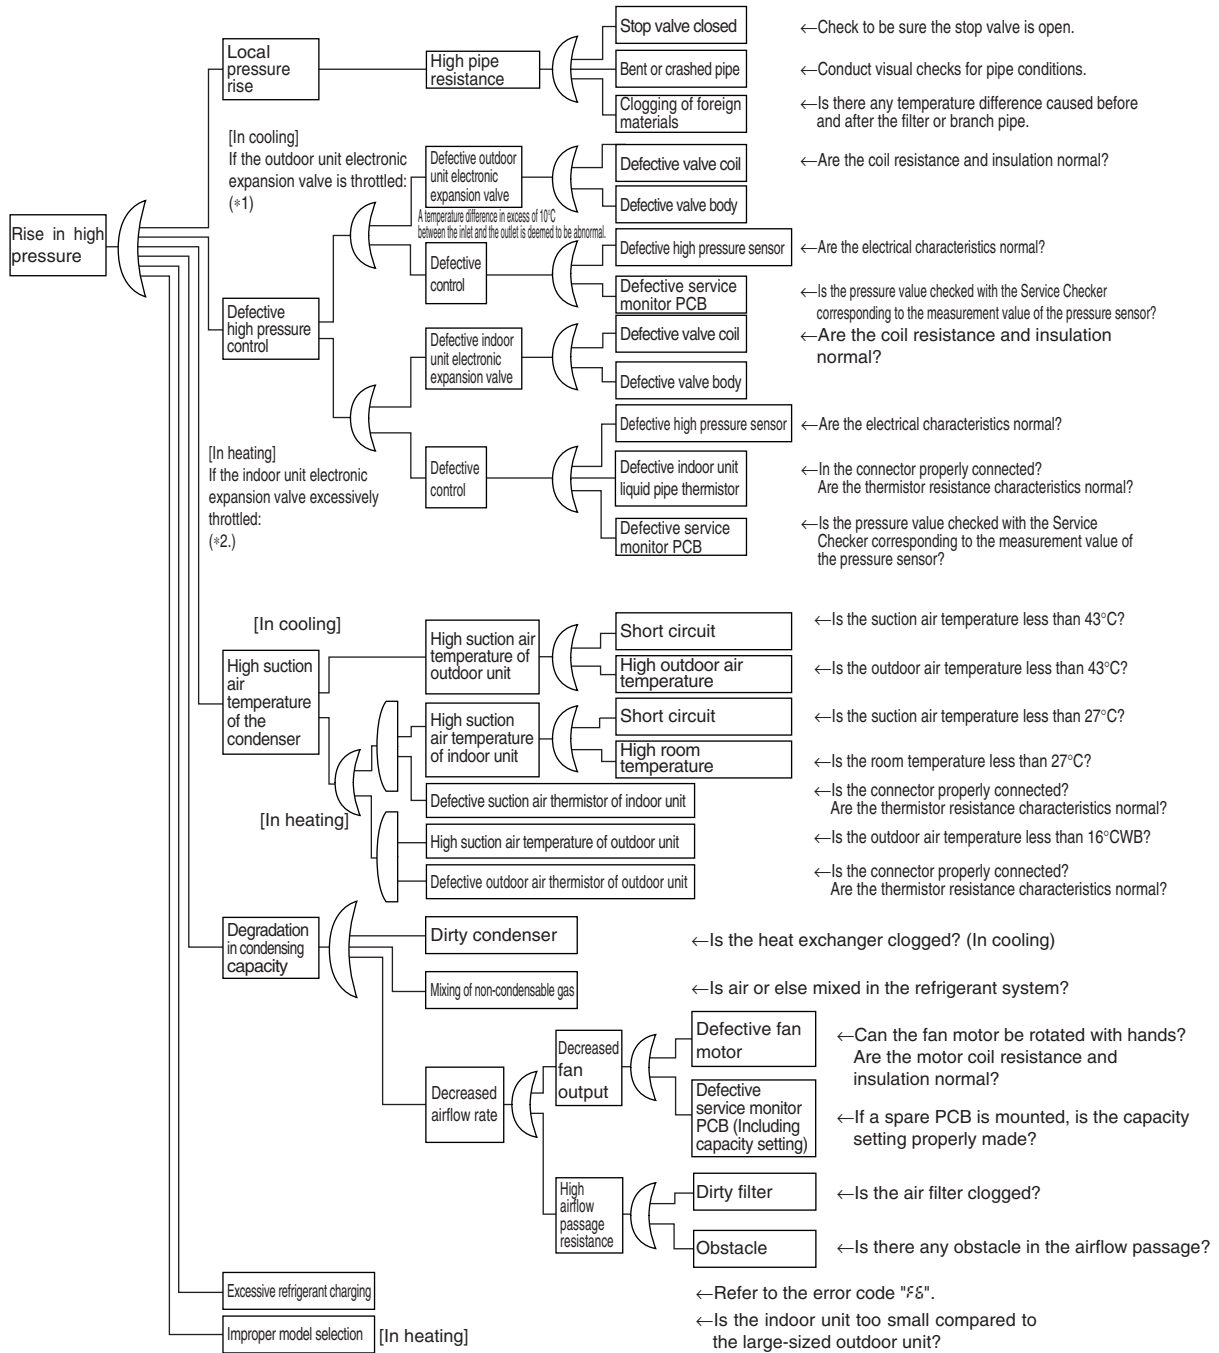 Stop valve closed
←Check to be sure the stop valve is open.
Local
pressure
rise
High pipe
resistance
Bent or crashed pipe
←Conduct visual checks for pipe conditions.
Clogging of foreign
materials
←Is there any temperature difference caused before
and after the filter or branch pipe.
[In cooling]
If the outdoor unit electronic
expansion valve is throttled:
(*1)
Defective outdoor
unit electronic
expansion valve
Defective valve coil
←Are the coil resistance and insulation normal?
Defective valve body
A temperature difference in excess of 10°C
between the inlet and the outlet is deemed to be abnormal.
Rise in high
pressure
Defective
control
Defective high pressure sensor
←Are the electrical characteristics normal?
Defective service
monitor PCB
←Is the pressure value checked with the Service Checker
corresponding to the measurement value of the pressure sensor?
Defective
high pressure
control
Defective indoor
unit electronic
expansion valve
Defective valve coil
←Are the coil resistance and insulation
normal?
Defective valve body
[In heating]
If the indoor unit electronic
expansion valve excessively
throttled:
(*2.)
Defective
control
Defective high pressure sensor
←Are the electrical characteristics normal?
Defective indoor unit
liquid pipe thermistor
←In the connector properly connected?
Are the thermistor resistance characteristics normal?
Defective service
monitor PCB
←Is the pressure value checked with the Service
Checker corresponding to the measurement value of
the pressure sensor?
[In cooling]
High suction
air
temperature
of the
condenser
High suction air
temperature of
outdoor unit
Short circuit
←Is the suction air temperature less than 43°C?
High outdoor air
temperature
←Is the outdoor air temperature less than 43°C?
High suction
air temperature
of indoor unit
Short circuit
←Is the suction air temperature less than 27°C?
High room
temperature
←Is the room temperature less than 27°C?
[In heating]
Defective suction air thermistor of indoor unit
←Is the connector properly connected?
Are the thermistor resistance characteristics normal?
High suction air temperature of outdoor unit
←Is the outdoor air temperature less than 16°CWB?
Defective outdoor air thermistor of outdoor unit
←Is the connector properly connected?
Are the thermistor resistance characteristics normal?
Degradation
in condensing
capacity
Dirty condenser
←Is the heat exchanger clogged? (In cooling)
Mixing of non-condensable gas
←Is air or else mixed in the refrigerant system?
Decreased
airflow rate
Decreased
fan
output
Defective fan
motor
←Can the fan motor be rotated with hands?
Are the motor coil resistance and
insulation normal?
Defective
service monitor
PCB (Including
capacity setting)
←If a spare PCB is mounted, is the capacity
setting properly made?
High
airflow
passage
resistance
Dirty filter
←Is the air filter clogged?
Obstacle
←Is there any obstacle in the airflow passage?
Excessive refrigerant charging
←Refer to the error code "F6".
Improper model selection
[In heating]
←Is the indoor unit too small compared to
the large-sized outdoor unit?